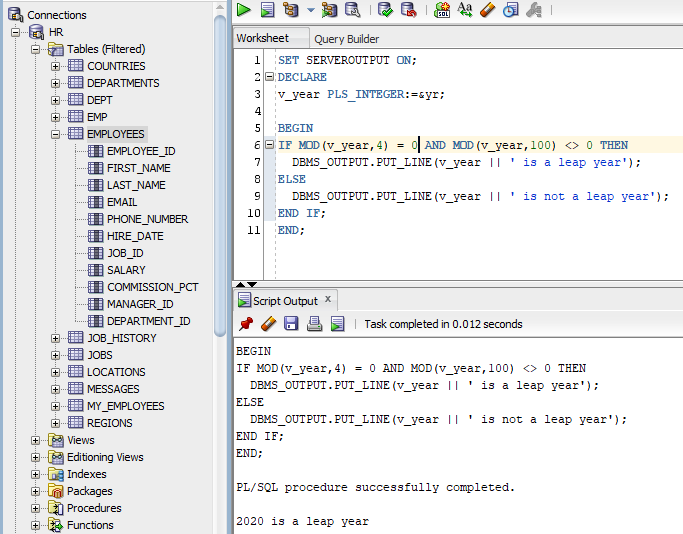 Connections
HR
Tables (Filtered)
COUNTRIES
DEPARTMENTS
DEPT
EMP
EMPLOYEES
EMPLOYEE_ID
FIRST_NAME
LAST_NAME
EMAIL
PHONE_NUMBER
HIRE_DATE
JOB_ID
SALARY
COMMISSION_PCT
MANAGER_ID
DEPARTMENT_ID
JOB_HISTORY
JOBS
LOCATIONS
MESSAGES
MY_EMPLOYEES
REGIONS
Views
Editioning Views
Indexes
Packages
Procedures
Functions
SQL
Aa
Worksheet Query Builder
1 SET SERVEROUTPUT ON;
2 DECLARE
3 v_year PLS_INTEGER:=&yr;
4
5 BEGIN
6 IF MOD(v_year,4) = 0 AND MOD(v_year,100) <> 0 THEN
7 DBMS_OUTPUT.PUT_LINE(v_year || ' is a leap year');
8 ELSE
9 DBMS_OUTPUT.PUT_LINE(v_year || ' is not a leap year');
10 END IF;
11 END;
Script Output x
Task completed in 0.012 seconds
BEGIN
IF MOD(v_year,4) = 0 AND MOD(v_year,100) <> 0 THEN
DBMS_OUTPUT.PUT_LINE(v_year || ' is a leap year');
ELSE
DBMS_OUTPUT.PUT_LINE(v_year || ' is not a leap year');
END IF;
END;
PL/SQL procedure successfully completed.
2020 is a leap year